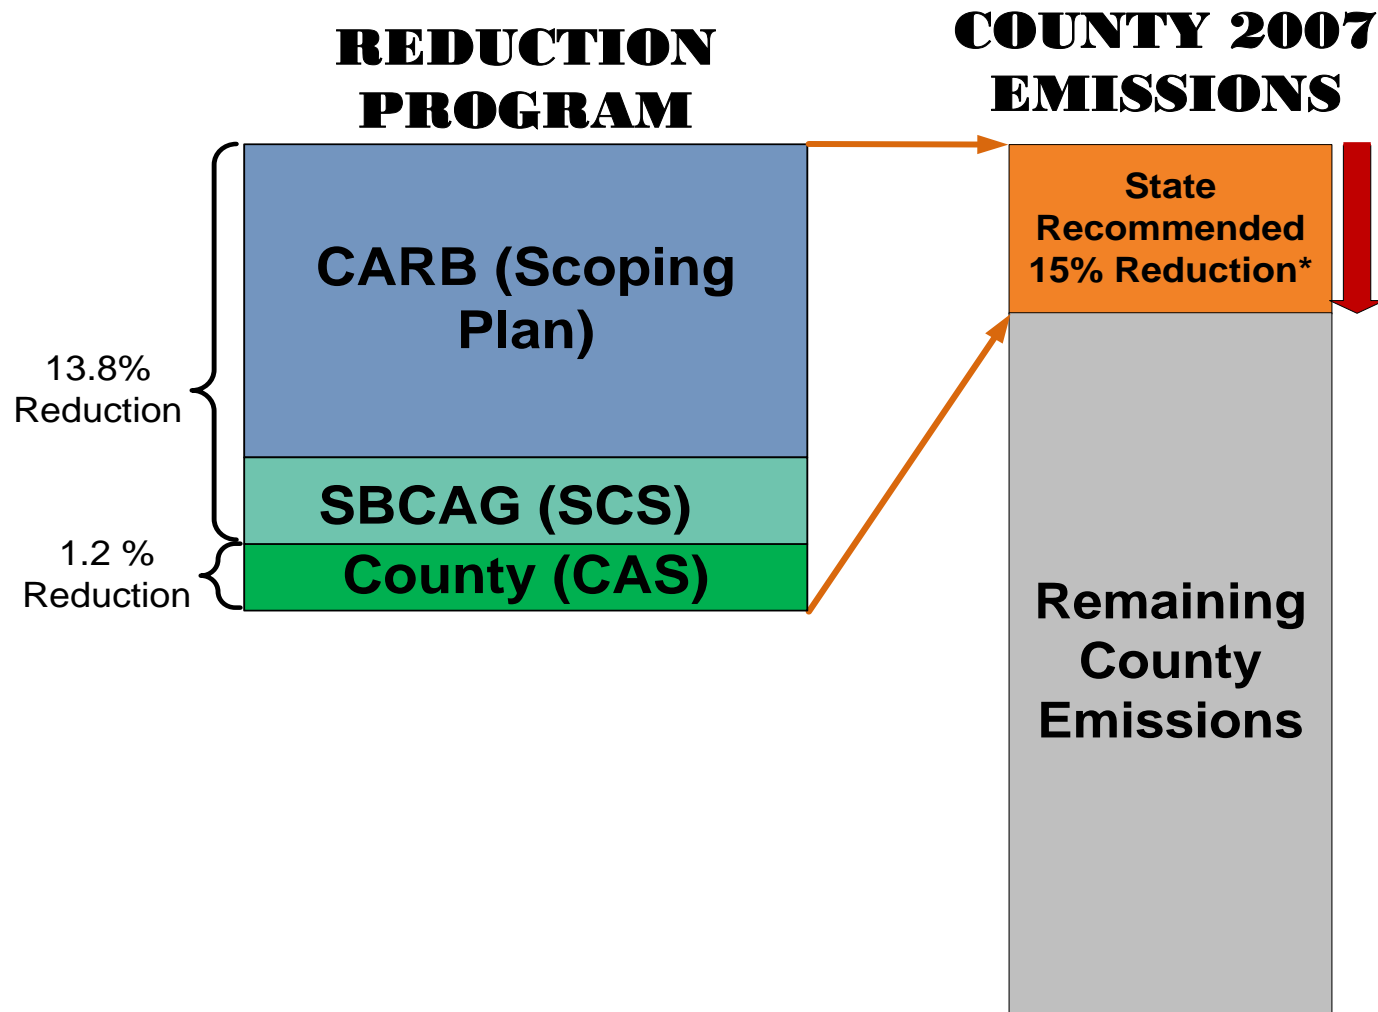 REDUCTION
PROGRAM
COUNTY 2007
EMISSIONS
CARB (Scoping
Plan)
SBCAG (SCS)
County (CAS)
13.8%
Reduction
1.2 %
Reduction
State
Recommended
15% Reduction*
Remaining
County
Emissions